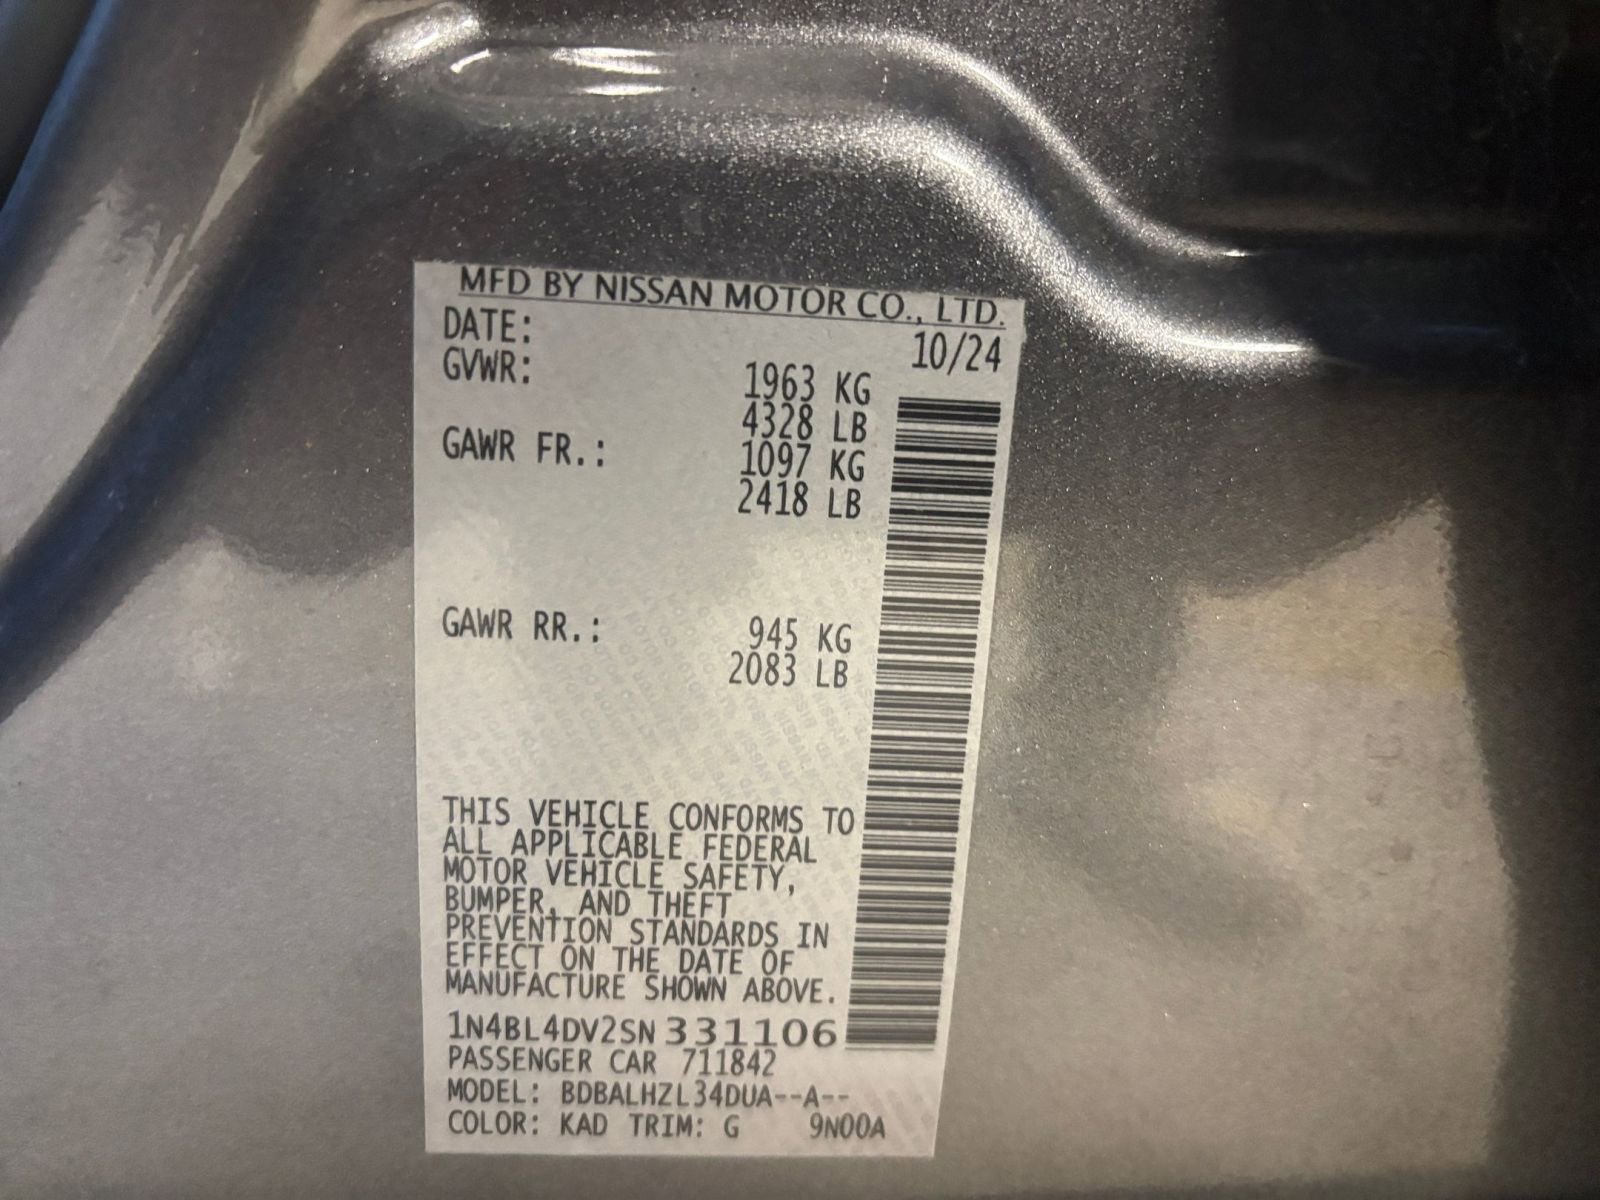 MFD BY NISSAN MOTOR CO., LTD.
DATE: 10/24
GVWR: 1963 KG
4328 LB
GAWR FR.: 1097 KG
2418 LB
GAWR RR.: 945 KG
2083 LB
THIS VEHICLE CONFORMS TO
ALL APPLICABLE FEDERAL
MOTOR VEHICLE SAFETY,
BUMPER, AND THEFT
PREVENTION STANDARDS IN
EFFECT ON THE DATE OF
MANUFACTURE SHOWN ABOVE.
1N4BL4DV2SN331106
PASSENGER CAR 711842
MODEL: BDBALHZL34DUA--A--
COLOR: KAD TRIM: G 9N00A